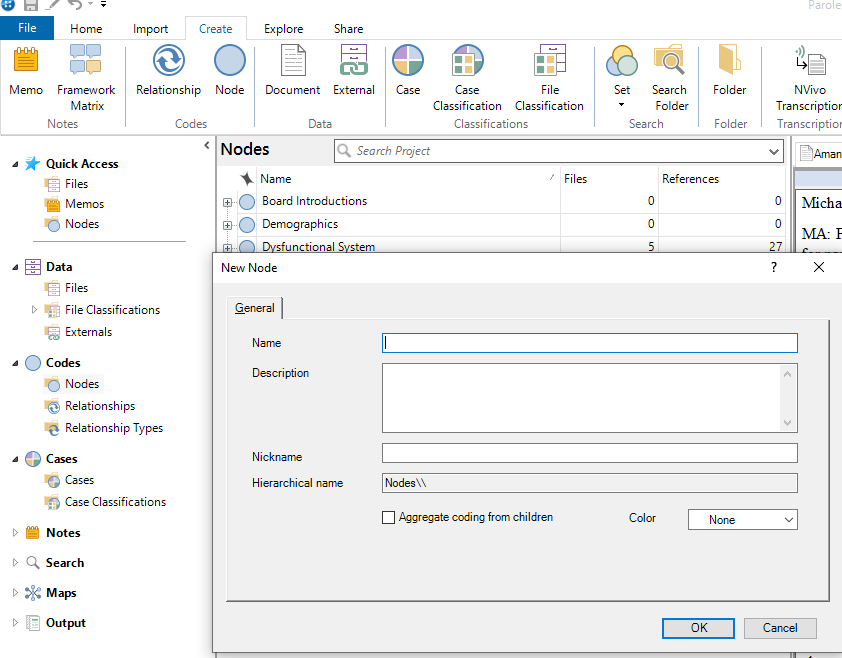 Parole
File Home Import Create Explore Share
Memo Framework Matrix Relationship Node Document External Case Case Classification File Classification Set Search Folder Folder NVivo Transcription
Notes Codes Data Classifications Search Folder Transcription
Quick Access
Files
Memos
Nodes
Data
Files
File Classifications
Externals
Codes
Nodes
Relationships
Relationship Types
Cases
Cases
Case Classifications
Notes
Search
Maps
Output
Nodes Search Project
Name Files References
Board Introductions 0 0
Demographics 0 0
Dysfunctional System 5 27
Aman
Micha
MA: F
New Node ?
General
Name
Description
Nickname
Hierarchical name Nodes\\
Aggregate coding from children Color None
OK Cancel